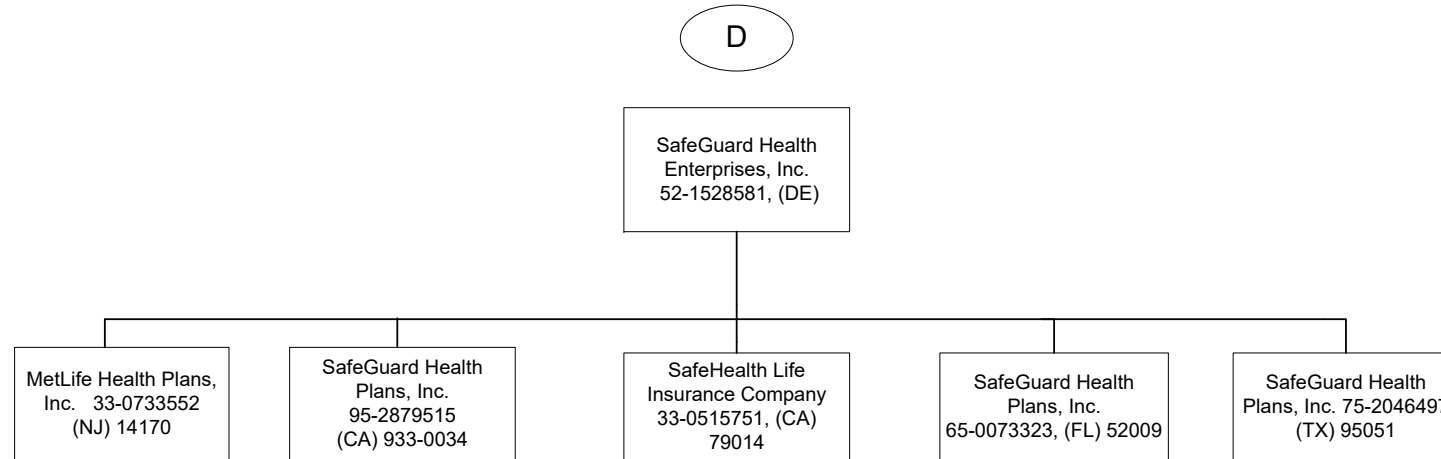 D
SafeGuard Health
Enterprises, Inc.
52-1528581, (DE)
MetLife Health Plans,
Inc. 33-0733552
(NJ) 14170
SafeGuard Health
Plans, Inc.
95-2879515
(CA) 933-0034
SafeHealth Life
Insurance Company
33-0515751, (CA)
79014
SafeGuard Health
Plans, Inc.
65-0073323, (FL) 52009
SafeGuard Health
Plans, Inc. 75-2046497
(TX) 95051